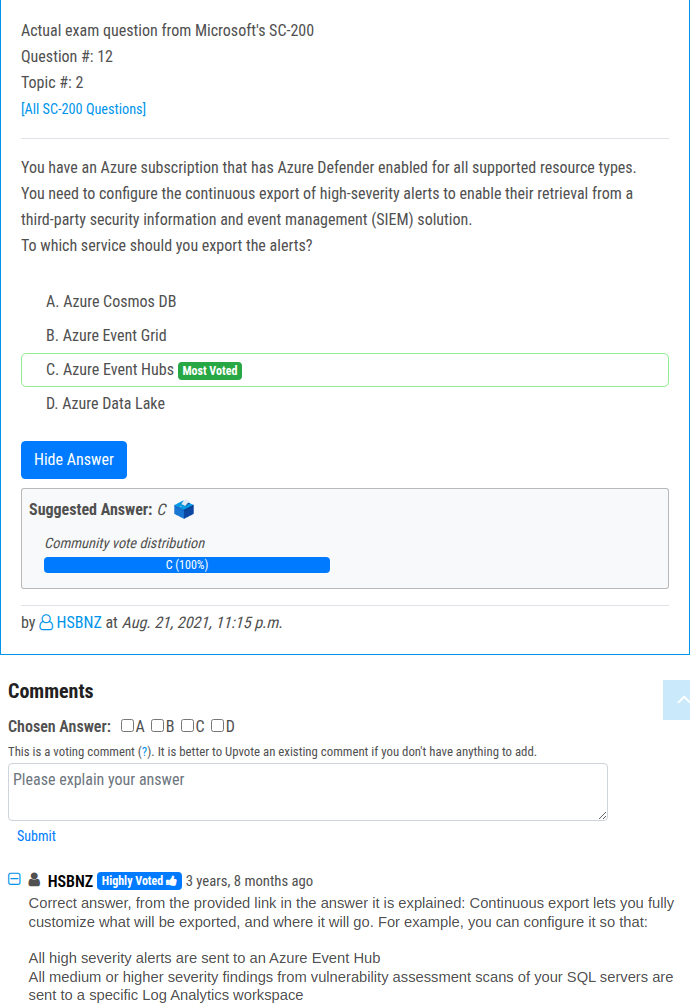 Actual exam question from Microsoft's SC-200
Question #: 12
Topic #: 2
[All SC-200 Questions]
You have an Azure subscription that has Azure Defender enabled for all supported resource types.
You need to configure the continuous export of high-severity alerts to enable their retrieval from a
third-party security information and event management (SIEM) solution.
To which service should you export the alerts?
A. Azure Cosmos DB
B. Azure Event Grid
C. Azure Event Hubs Most Voted
D. Azure Data Lake
Hide Answer
Suggested Answer: C
Community vote distribution
C (100%)
by HSBNZ at Aug. 21, 2021, 11:15 p.m.
Comments
Chosen Answer: A B C D
This is a voting comment (?). It is better to Upvote an existing comment if you don't have anything to add.
Please explain your answer
Submit
HSBNZ Highly Voted 3 years, 8 months ago
Correct answer, from the provided link in the answer it is explained: Continuous export lets you fully
customize what will be exported, and where it will go. For example, you can configure it so that:
All high severity alerts are sent to an Azure Event Hub
All medium or higher severity findings from vulnerability assessment scans of your SQL servers are
sent to a specific Log Analytics workspace